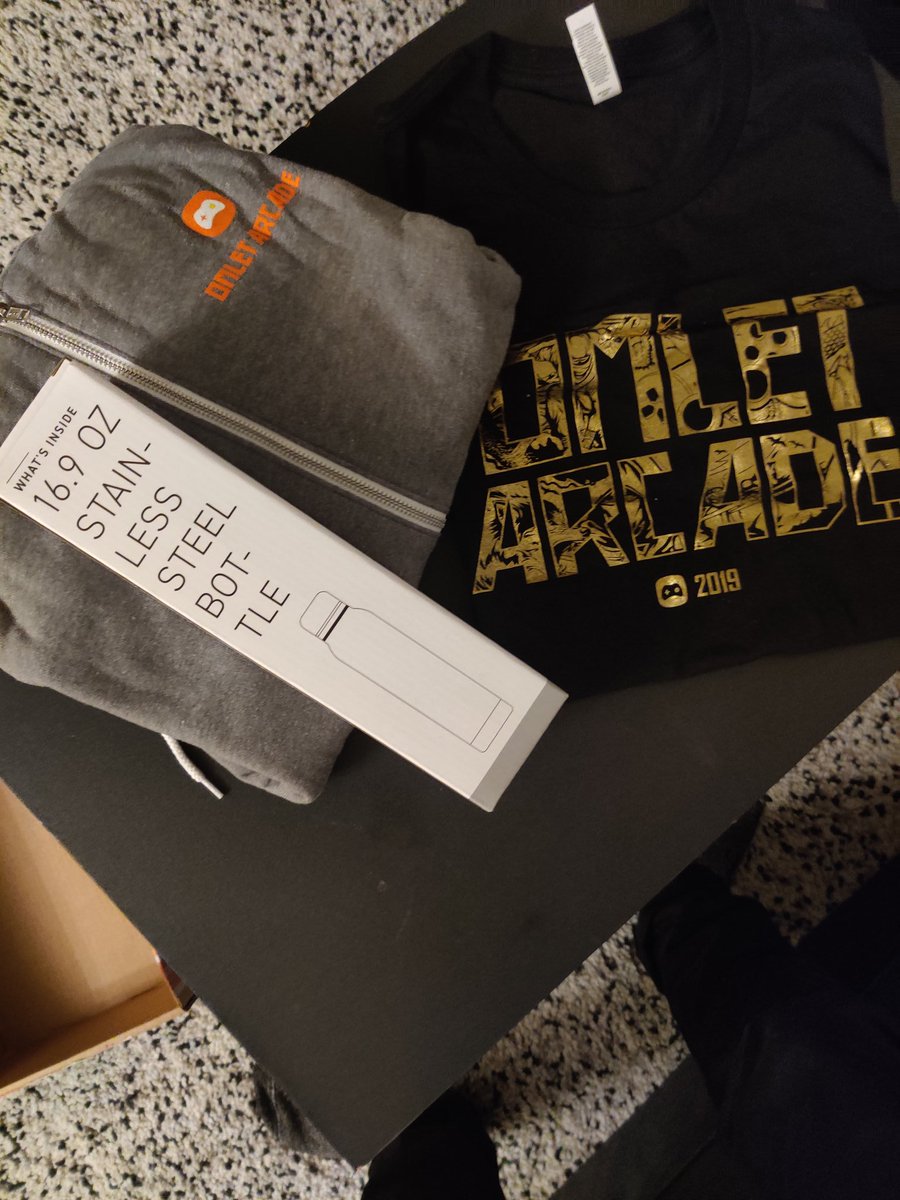 OMLET ARCADE
WHAT'S INSIDE
16.9 OZ
STAIN-
LESS
STEEL
BOT-
TLE
OMLET
ARCADE
2019